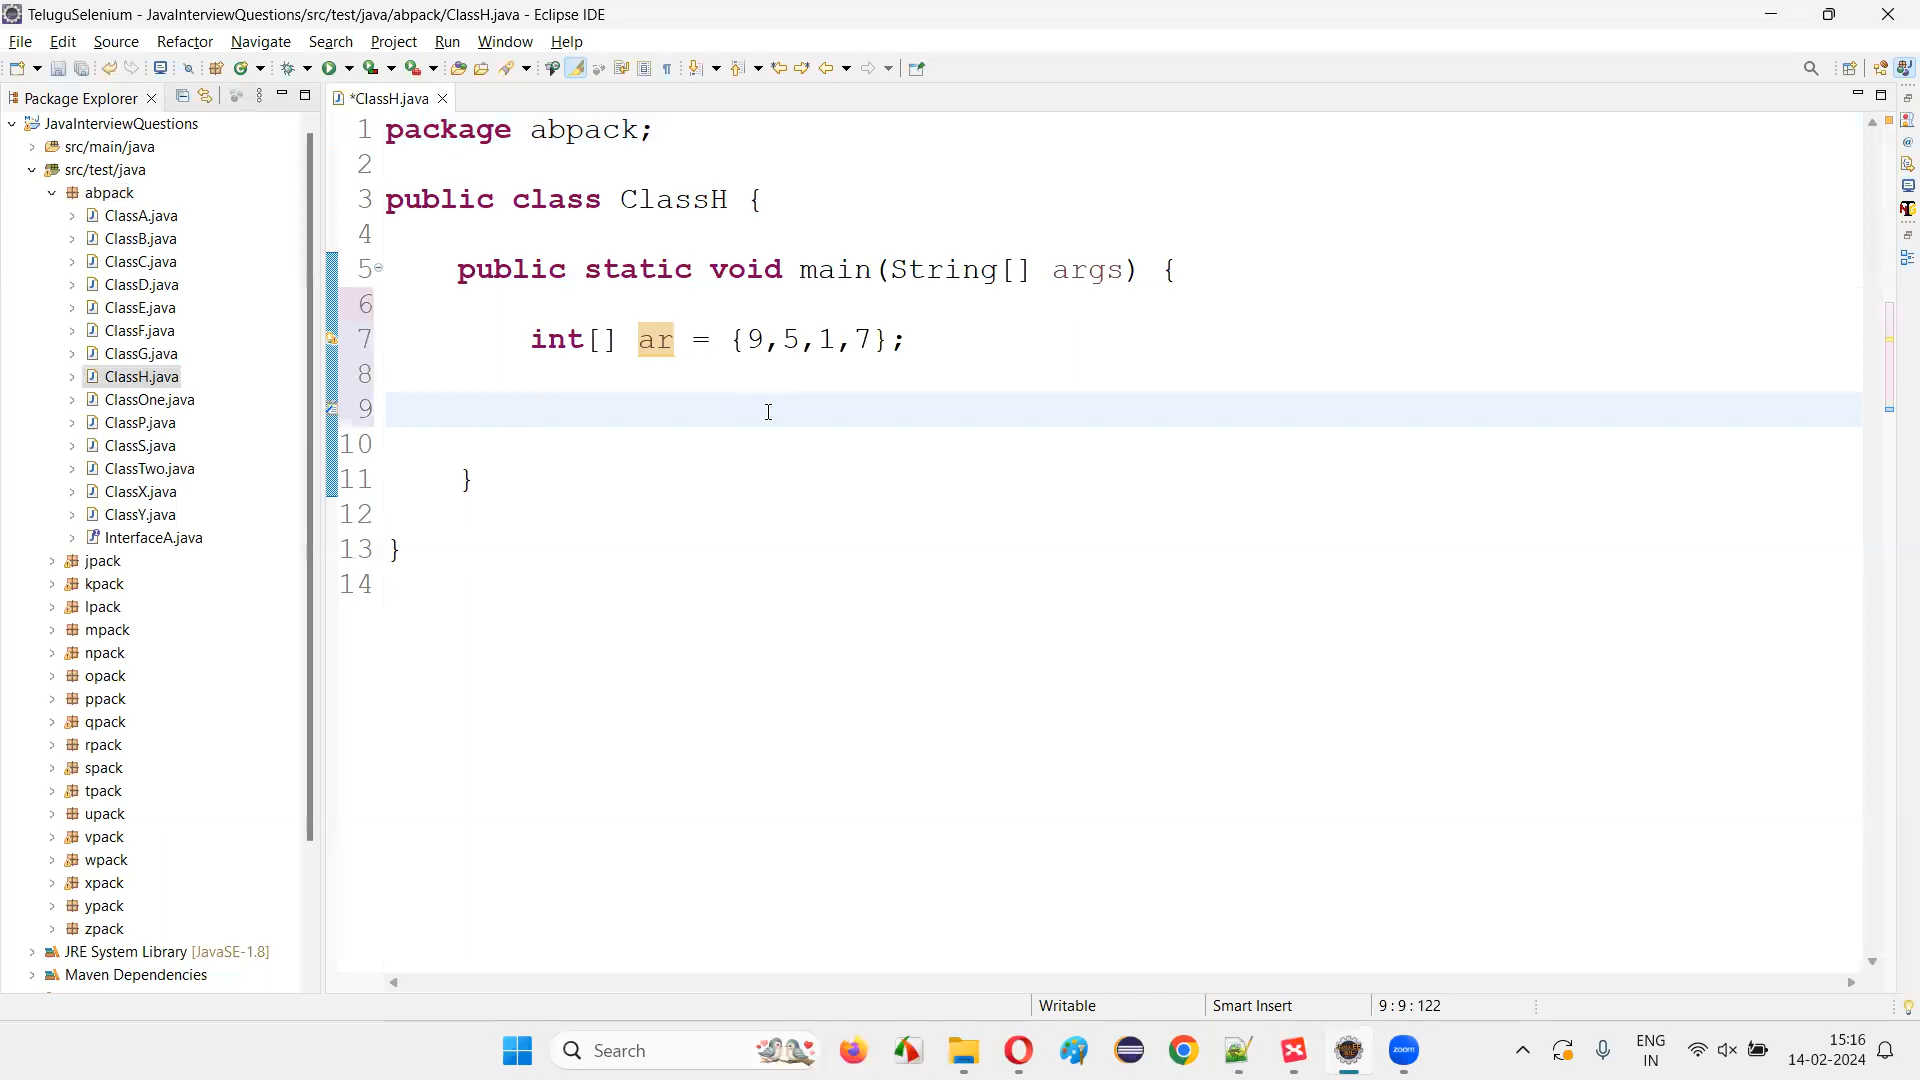 TeluguSelenium - JavaInterviewQuestions/src/test/java/abpack/ClassH.java - Eclipse IDE
File Edit Source Refactor Navigate Search Project Run Window Help
Package Explorer
*ClassH.java
JavaInterviewQuestions
src/main/java
src/test/java
abpack
ClassA.java
ClassB.java
ClassC.java
ClassD.java
ClassE.java
ClassF.java
ClassG.java
ClassH.java
ClassOne.java
ClassP.java
ClassS.java
ClassTwo.java
ClassX.java
ClassY.java
InterfaceA.java
jpack
kpack
lpack
mpack
npack
opack
ppack
qpack
rpack
spack
tpack
upack
vpack
wpack
xpack
ypack
zpack
JRE System Library [JavaSE-1.8]
Maven Dependencies
1 package abpack;
2
3 public class ClassH {
4
5 public static void main(String[] args) {
6
7 int[] ar = {9,5,1,7};
8
9
10
11 }
12
13 }
14
Writable Smart Insert 9 : 9 : 122
Search
zoom
ENG
IN
15:16
14-02-2024